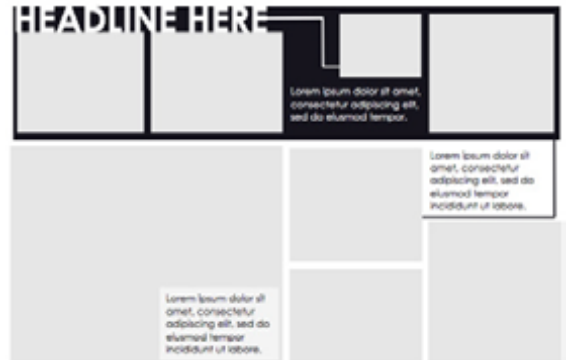 HEADLINE HERE
Lorem ipsum dolor sit amet,
consectetur adipiscing elit,
sed do eiusmod tempor.
Lorem ipsum dolor sit
amet, consectetur
adipiscing elit, sed do
eiusmod tempor
incididunt ut labore.
Lorem ipsum dolor sit
amet, consectetur
adipiscing elit, sed do
eiusmod tempor
incididunt ut labore.